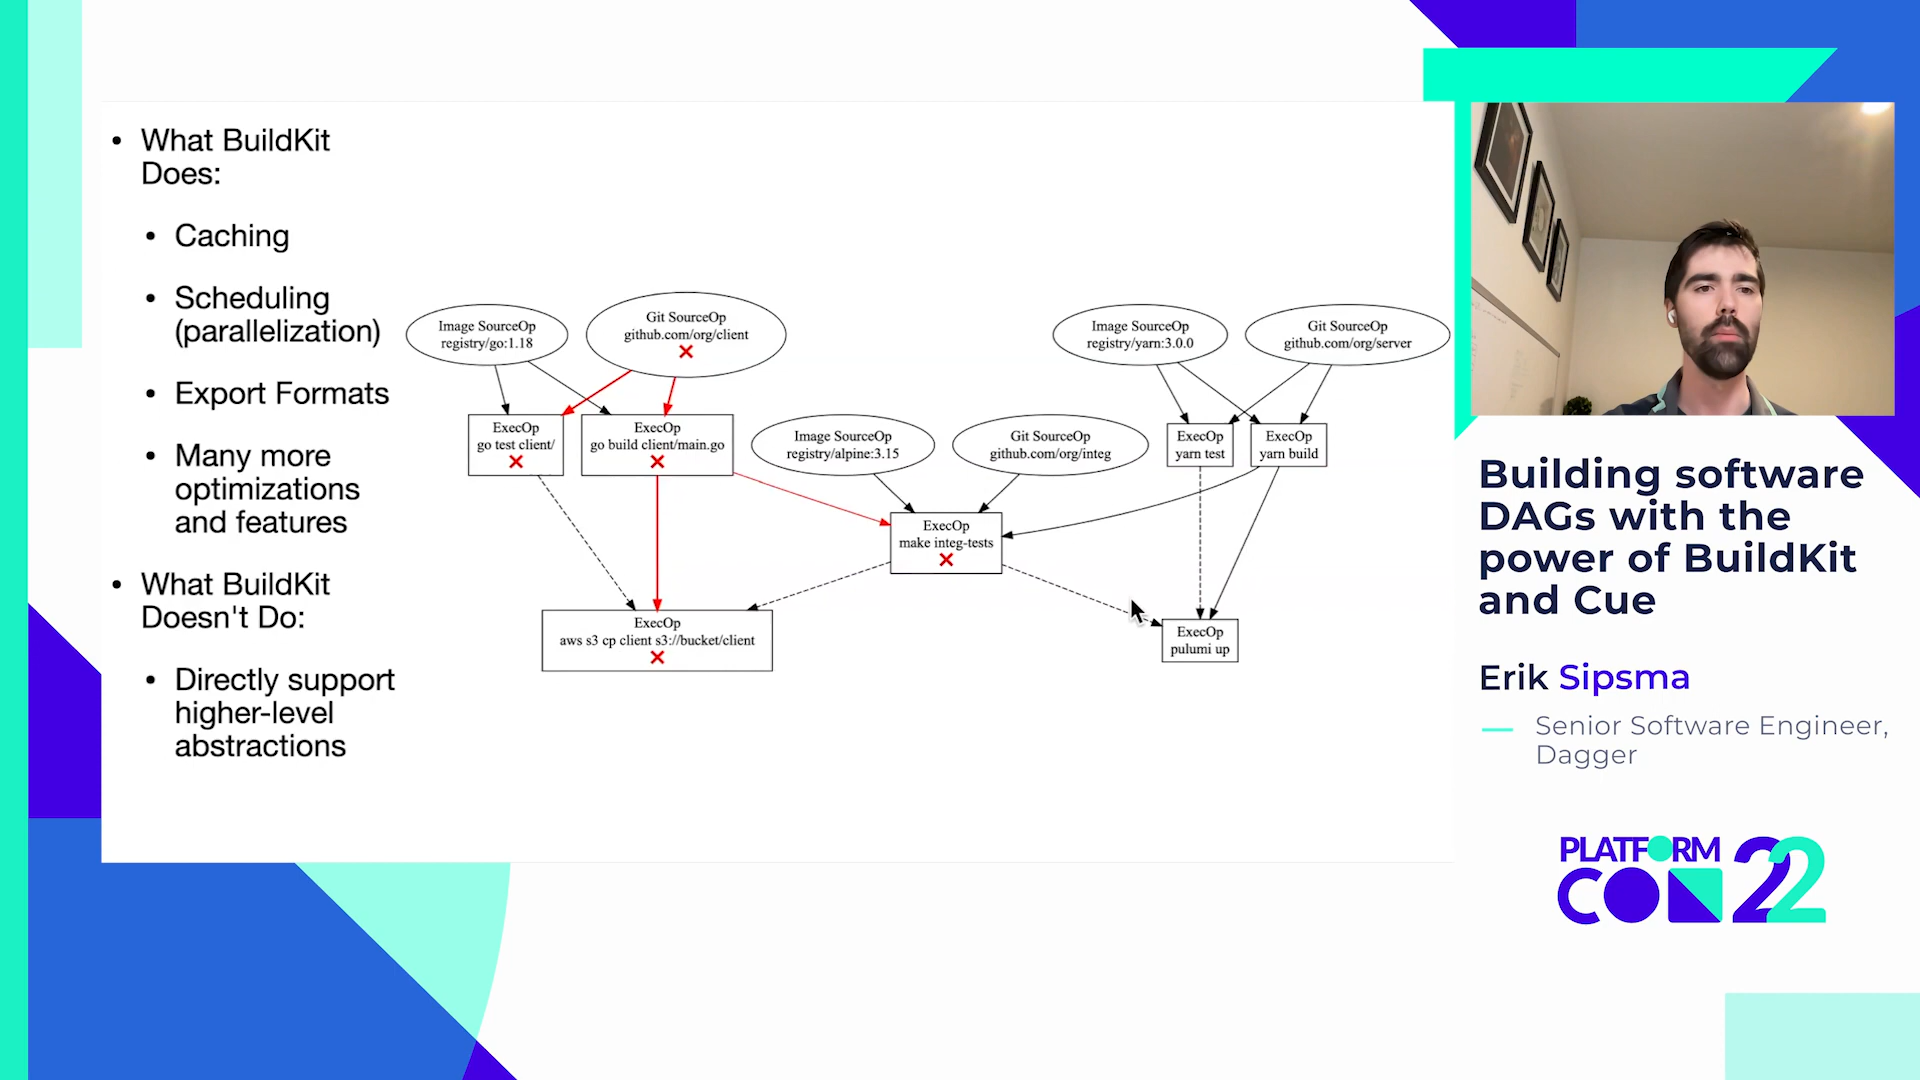 • What BuildKit
Does:
• Caching
• Scheduling
(parallelization)
• Export Formats
• Many more
optimizations
and features
• What BuildKit
Doesn't Do:
• Directly support
higher-level
abstractions
Image SourceOp
registry/go:1.18
Git SourceOp
github.com/org/client
Image SourceOp
registry/yarn:3.0.0
Git SourceOp
github.com/org/server
ExecOp
go test client/
ExecOp
go build client/main.go
Image SourceOp
registry/alpine:3.15
Git SourceOp
github.com/org/integ
ExecOp
yarn test
ExecOp
yarn build
ExecOp
make integ-tests
ExecOp
aws s3 cp client s3://bucket/client
ExecOp
pulumi up
Building software
DAGs with the
power of BuildKit
and Cue
Erik Sipsma
Senior Software Engineer,
Dagger
PLATFORM
CON 22